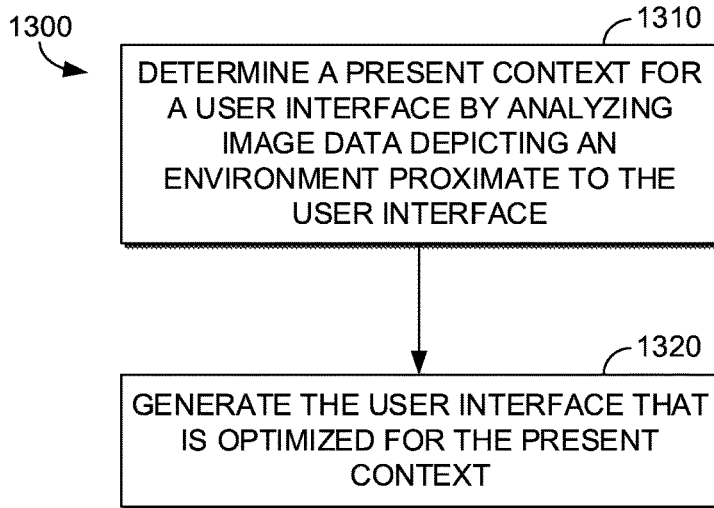 1300
1310
DETERMINE A PRESENT CONTEXT FOR
A USER INTERFACE BY ANALYZING
IMAGE DATA DEPICTING AN
ENVIRONMENT PROXIMATE TO THE
USER INTERFACE
1320
GENERATE THE USER INTERFACE THAT
IS OPTIMIZED FOR THE PRESENT
CONTEXT